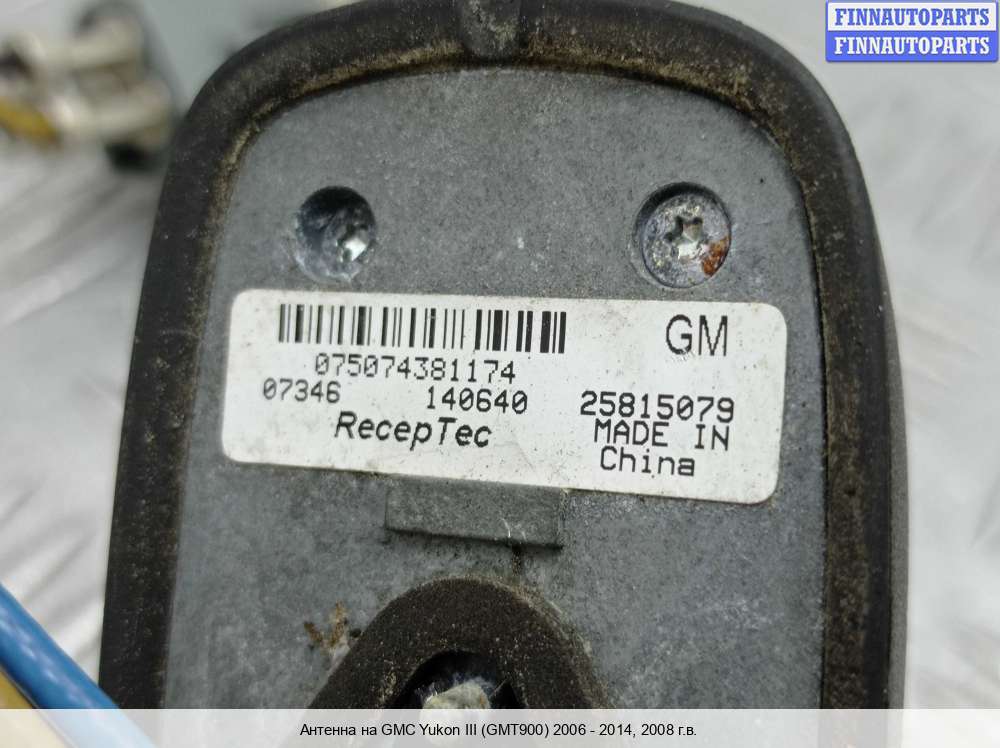 FINNAUTOPARTS
FINNAUTOPARTS
GM
075074381174
07346 140640 25815079
RecepTec MADE IN
China
Антенна на GMC Yukon III (GMT900) 2006 - 2014, 2008 г.в.